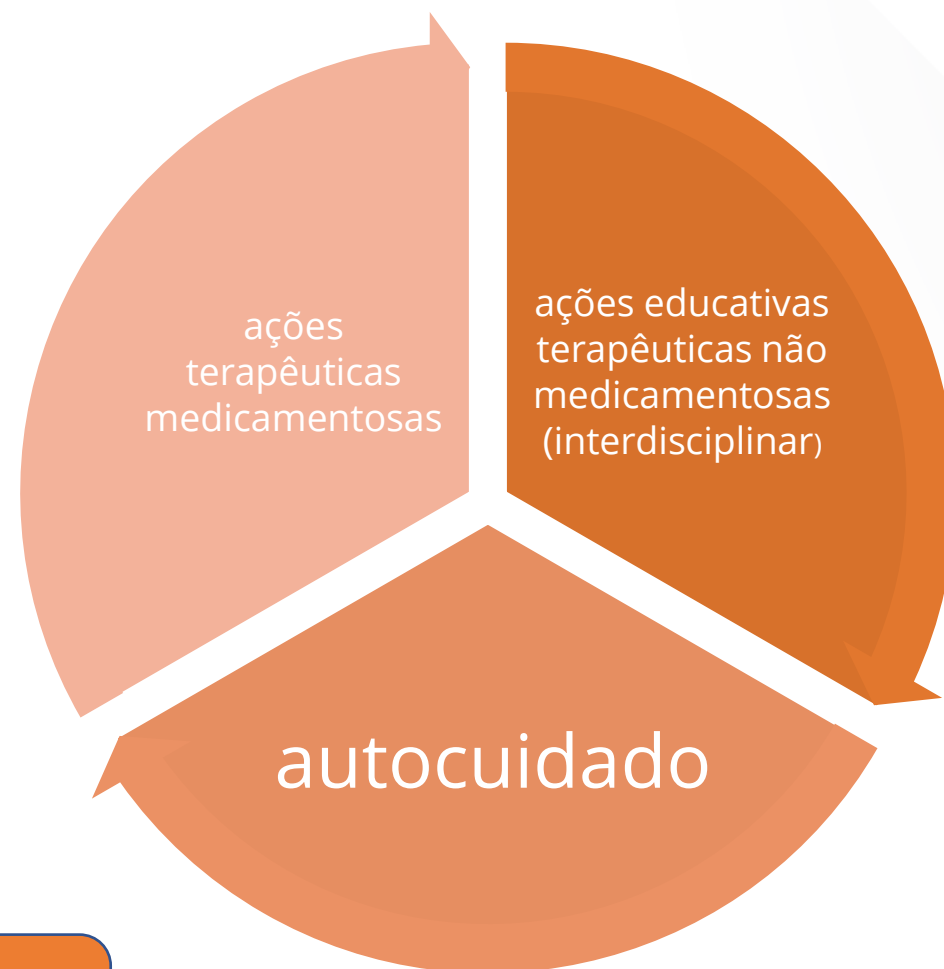 ações
terapêuticas
medicamentosas
ações educativas
terapêuticas não
medicamentosas
(interdisciplinar)
autocuidado